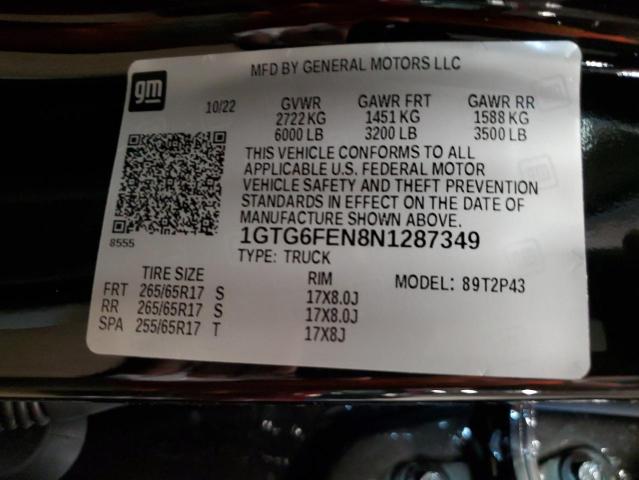 gm
MFD BY GENERAL MOTORS LLC
10/22 GVWR GAWR FRT GAWR RR
2722 KG 1451 KG 1588 KG
6000 LB 3200 LB 3500 LB
THIS VEHICLE CONFORMS TO ALL
APPLICABLE U.S. FEDERAL MOTOR
VEHICLE SAFETY AND THEFT PREVENTION
STANDARDS IN EFFECT ON THE DATE OF
MANUFACTURE SHOWN ABOVE.
8555
1GTG6FEN8N1287349
TYPE: TRUCK
TIRE SIZE RIM MODEL: 89T2P43
FRT 265/65R17 S 17X8.0J
RR 265/65R17 S 17X8.0J
SPA 255/65R17 T 17X8J